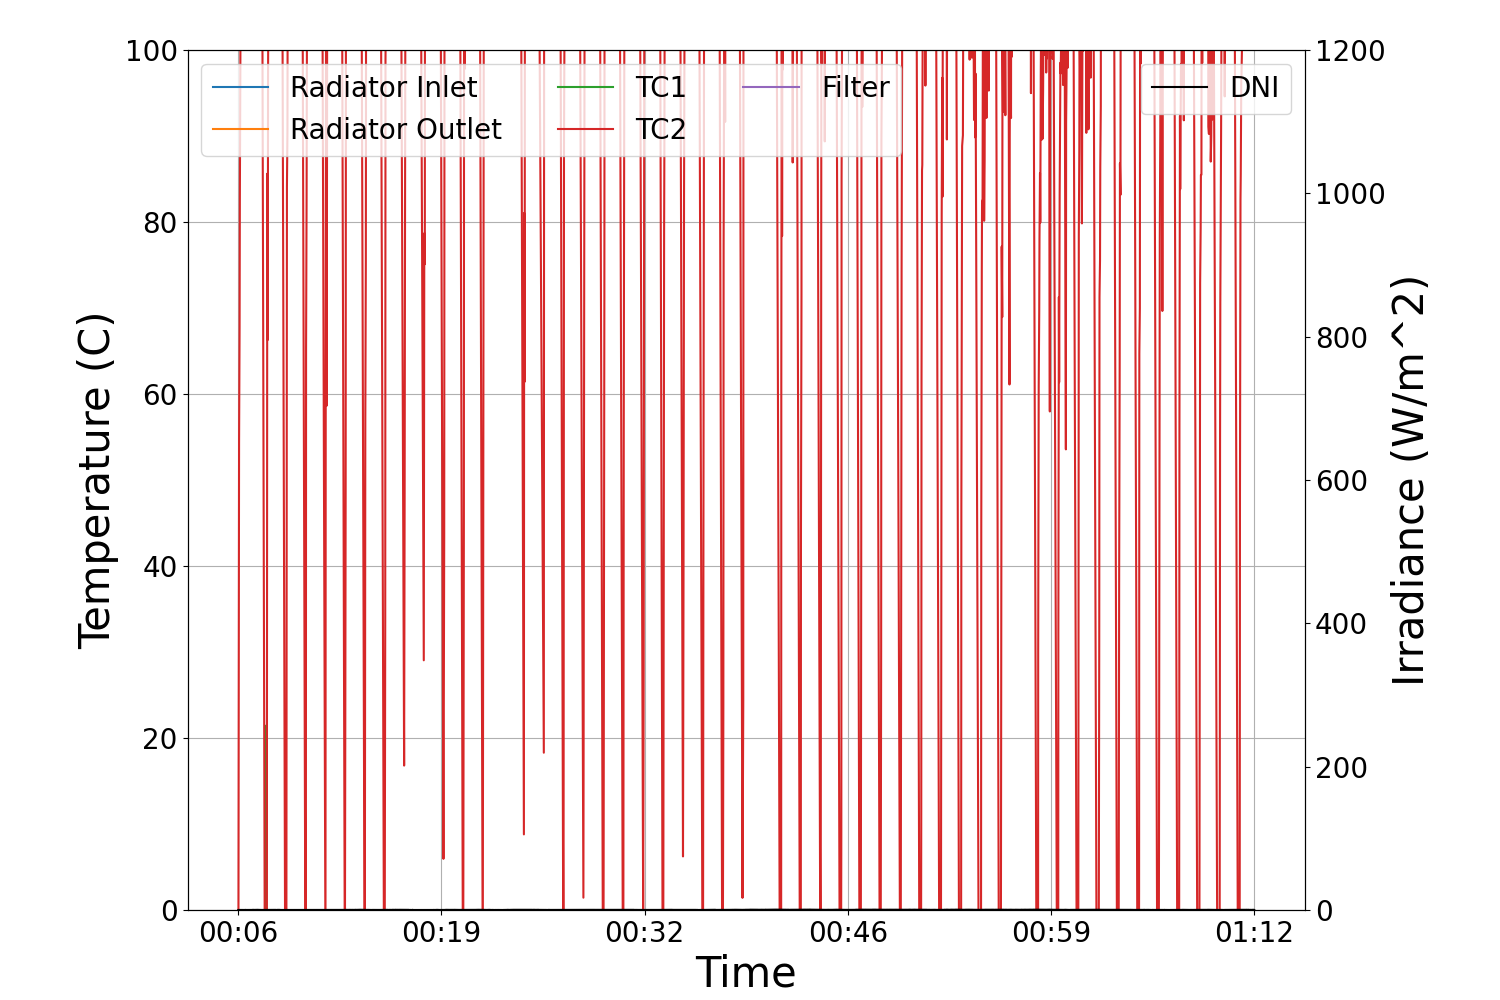 Radiator Inlet
Radiator Outlet
TC1
TC2
Filter
DNI
Temperature (C)
100
80
60
40
20
0
Irradiance (W/m^2)
1200
1000
800
600
400
200
0
00:06 00:19 00:32 00:46 00:59 01:12
Time